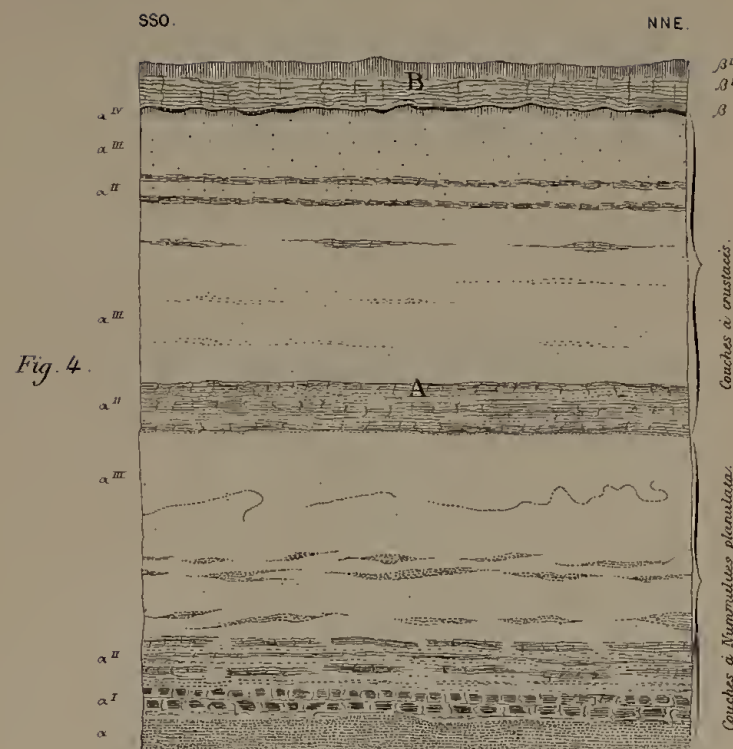 SSO. NNE.
B
β
α IV
α III
α II
α III
Fig. 4.
A
α II
α III
α II
α I
α
Couches à crustacés.
Couches à Nummulites planulata.